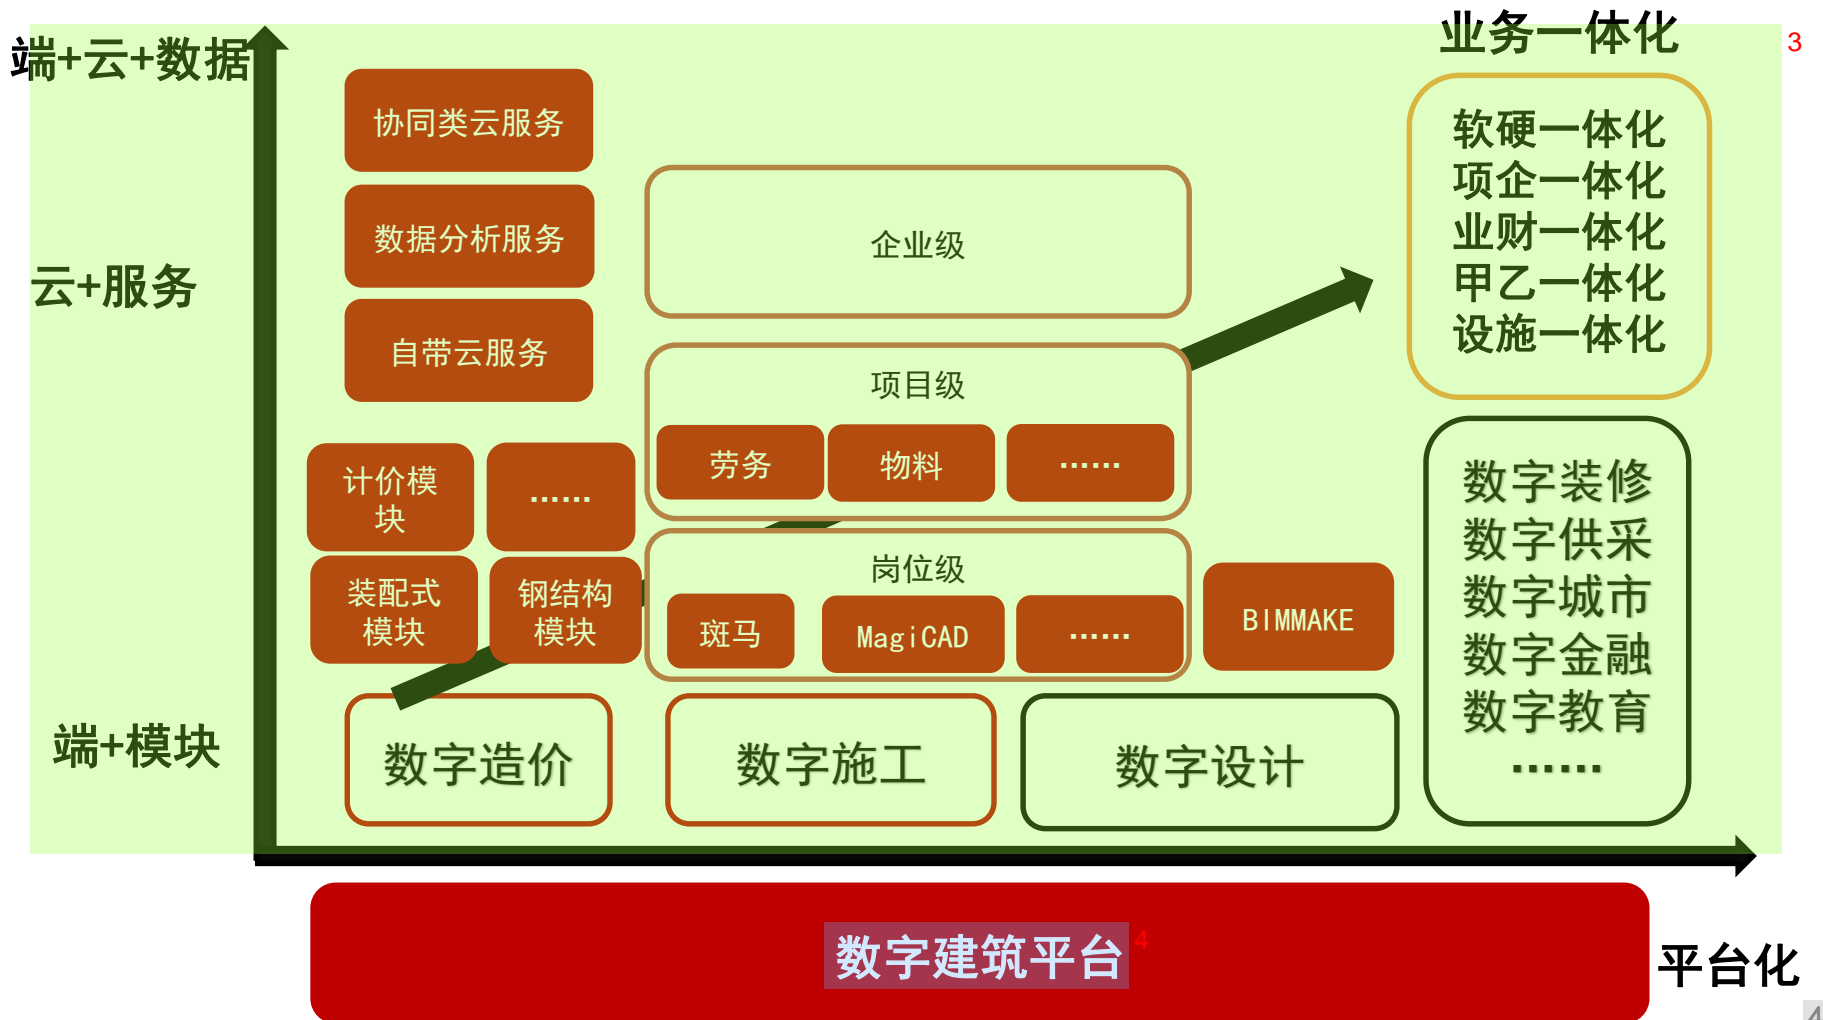 业务一体化
3
端+云+数据
协同类云服务
软硬一体化
项企一体化
业财一体化
甲乙一体化
设施一体化
数据分析服务
企业级
云+服务
自带云服务
项目级
劳务
物料
……
计价模
块
……
岗位级
装配式
模块
钢结构
模块
斑马
MagiCAD
……
BIMMAKE
数字装修
数字供采
数字城市
数字金融
数字教育
……
端+模块
数字造价
数字施工
数字设计
数字建筑平台
4
平台化
4